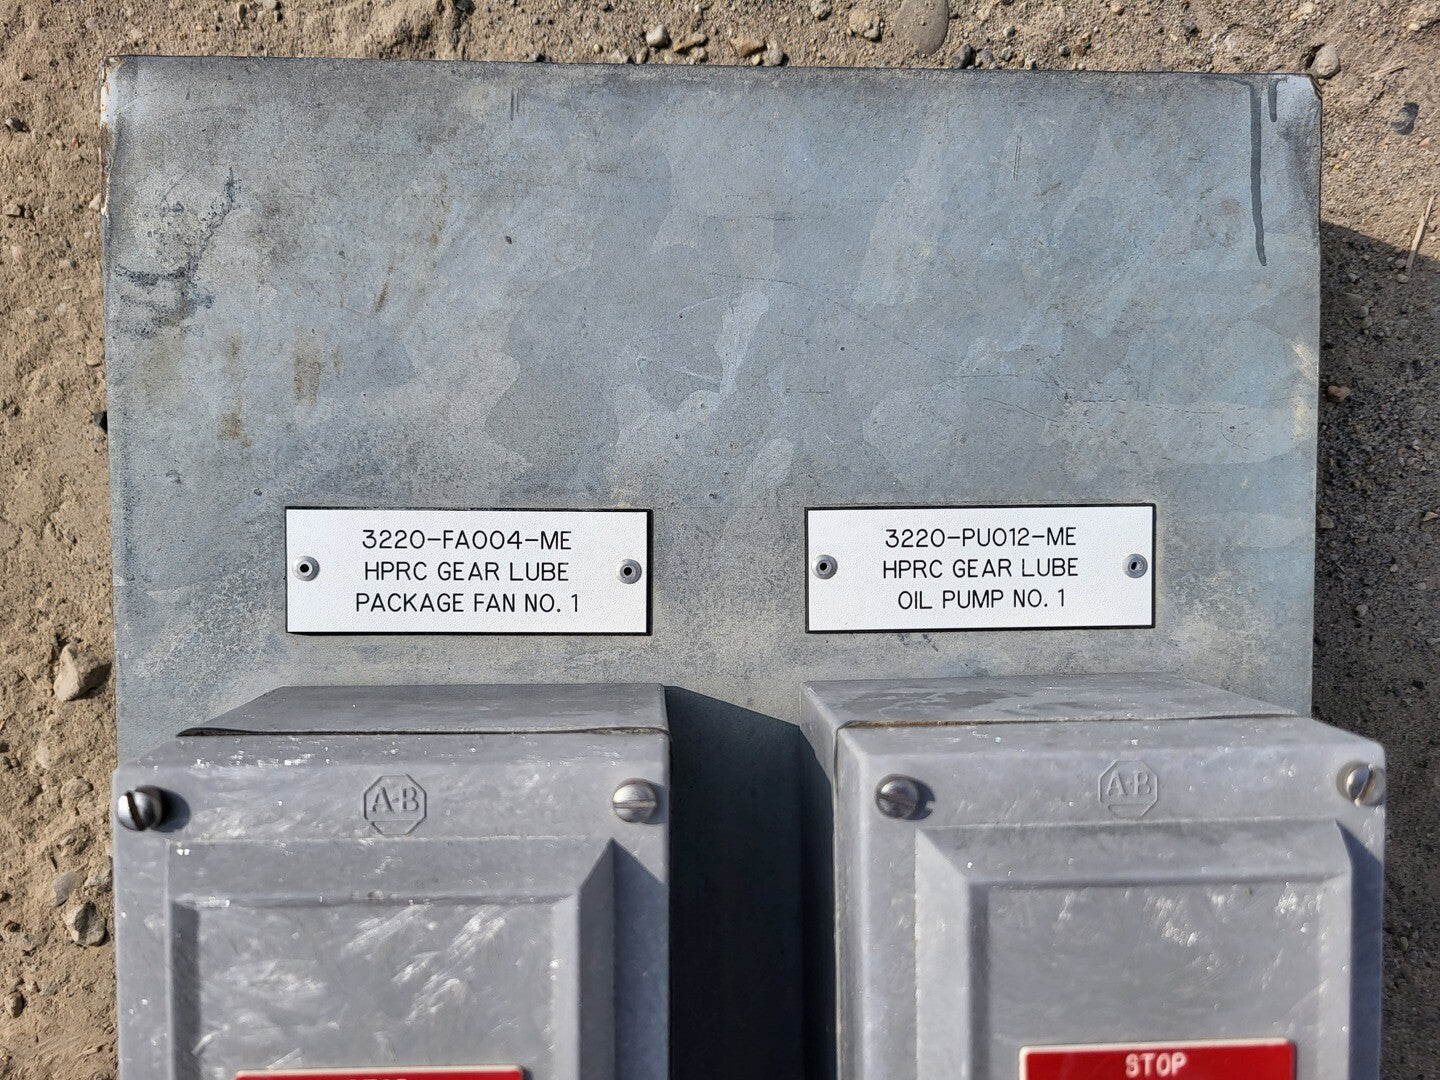 3220-FA004-ME
HPRC GEAR LUBE
PACKAGE FAN NO. 1
3220-PU012-ME
HPRC GEAR LUBE
OIL PUMP NO. 1
A-B
A-B
STOP